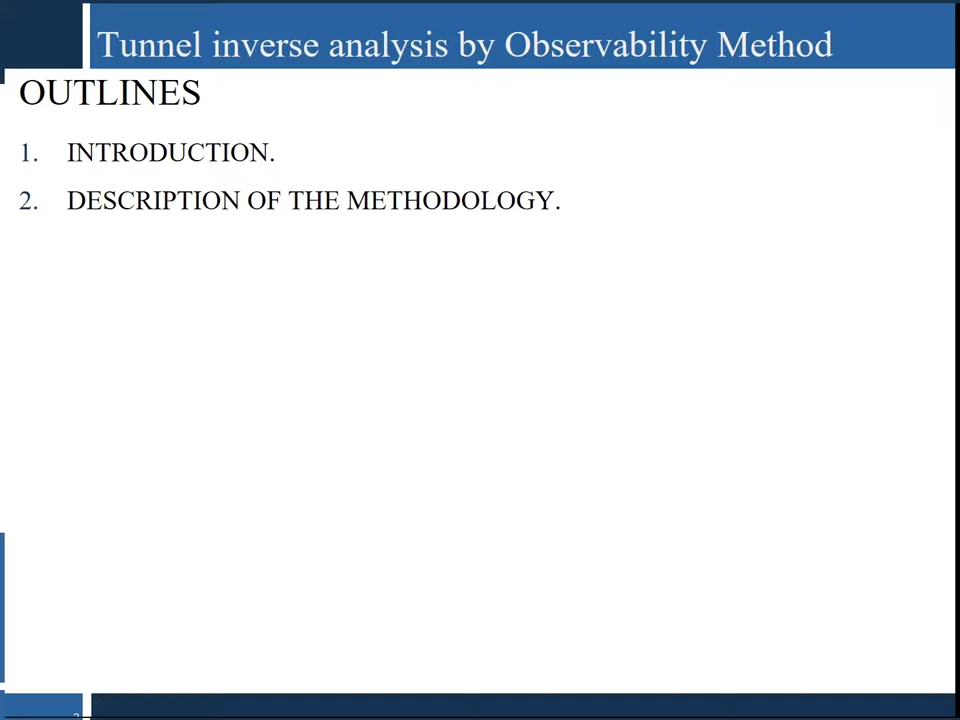 Tunnel inverse analysis by Observability Method
OUTLINES
1. INTRODUCTION.
2. DESCRIPTION OF THE METHODOLOGY.